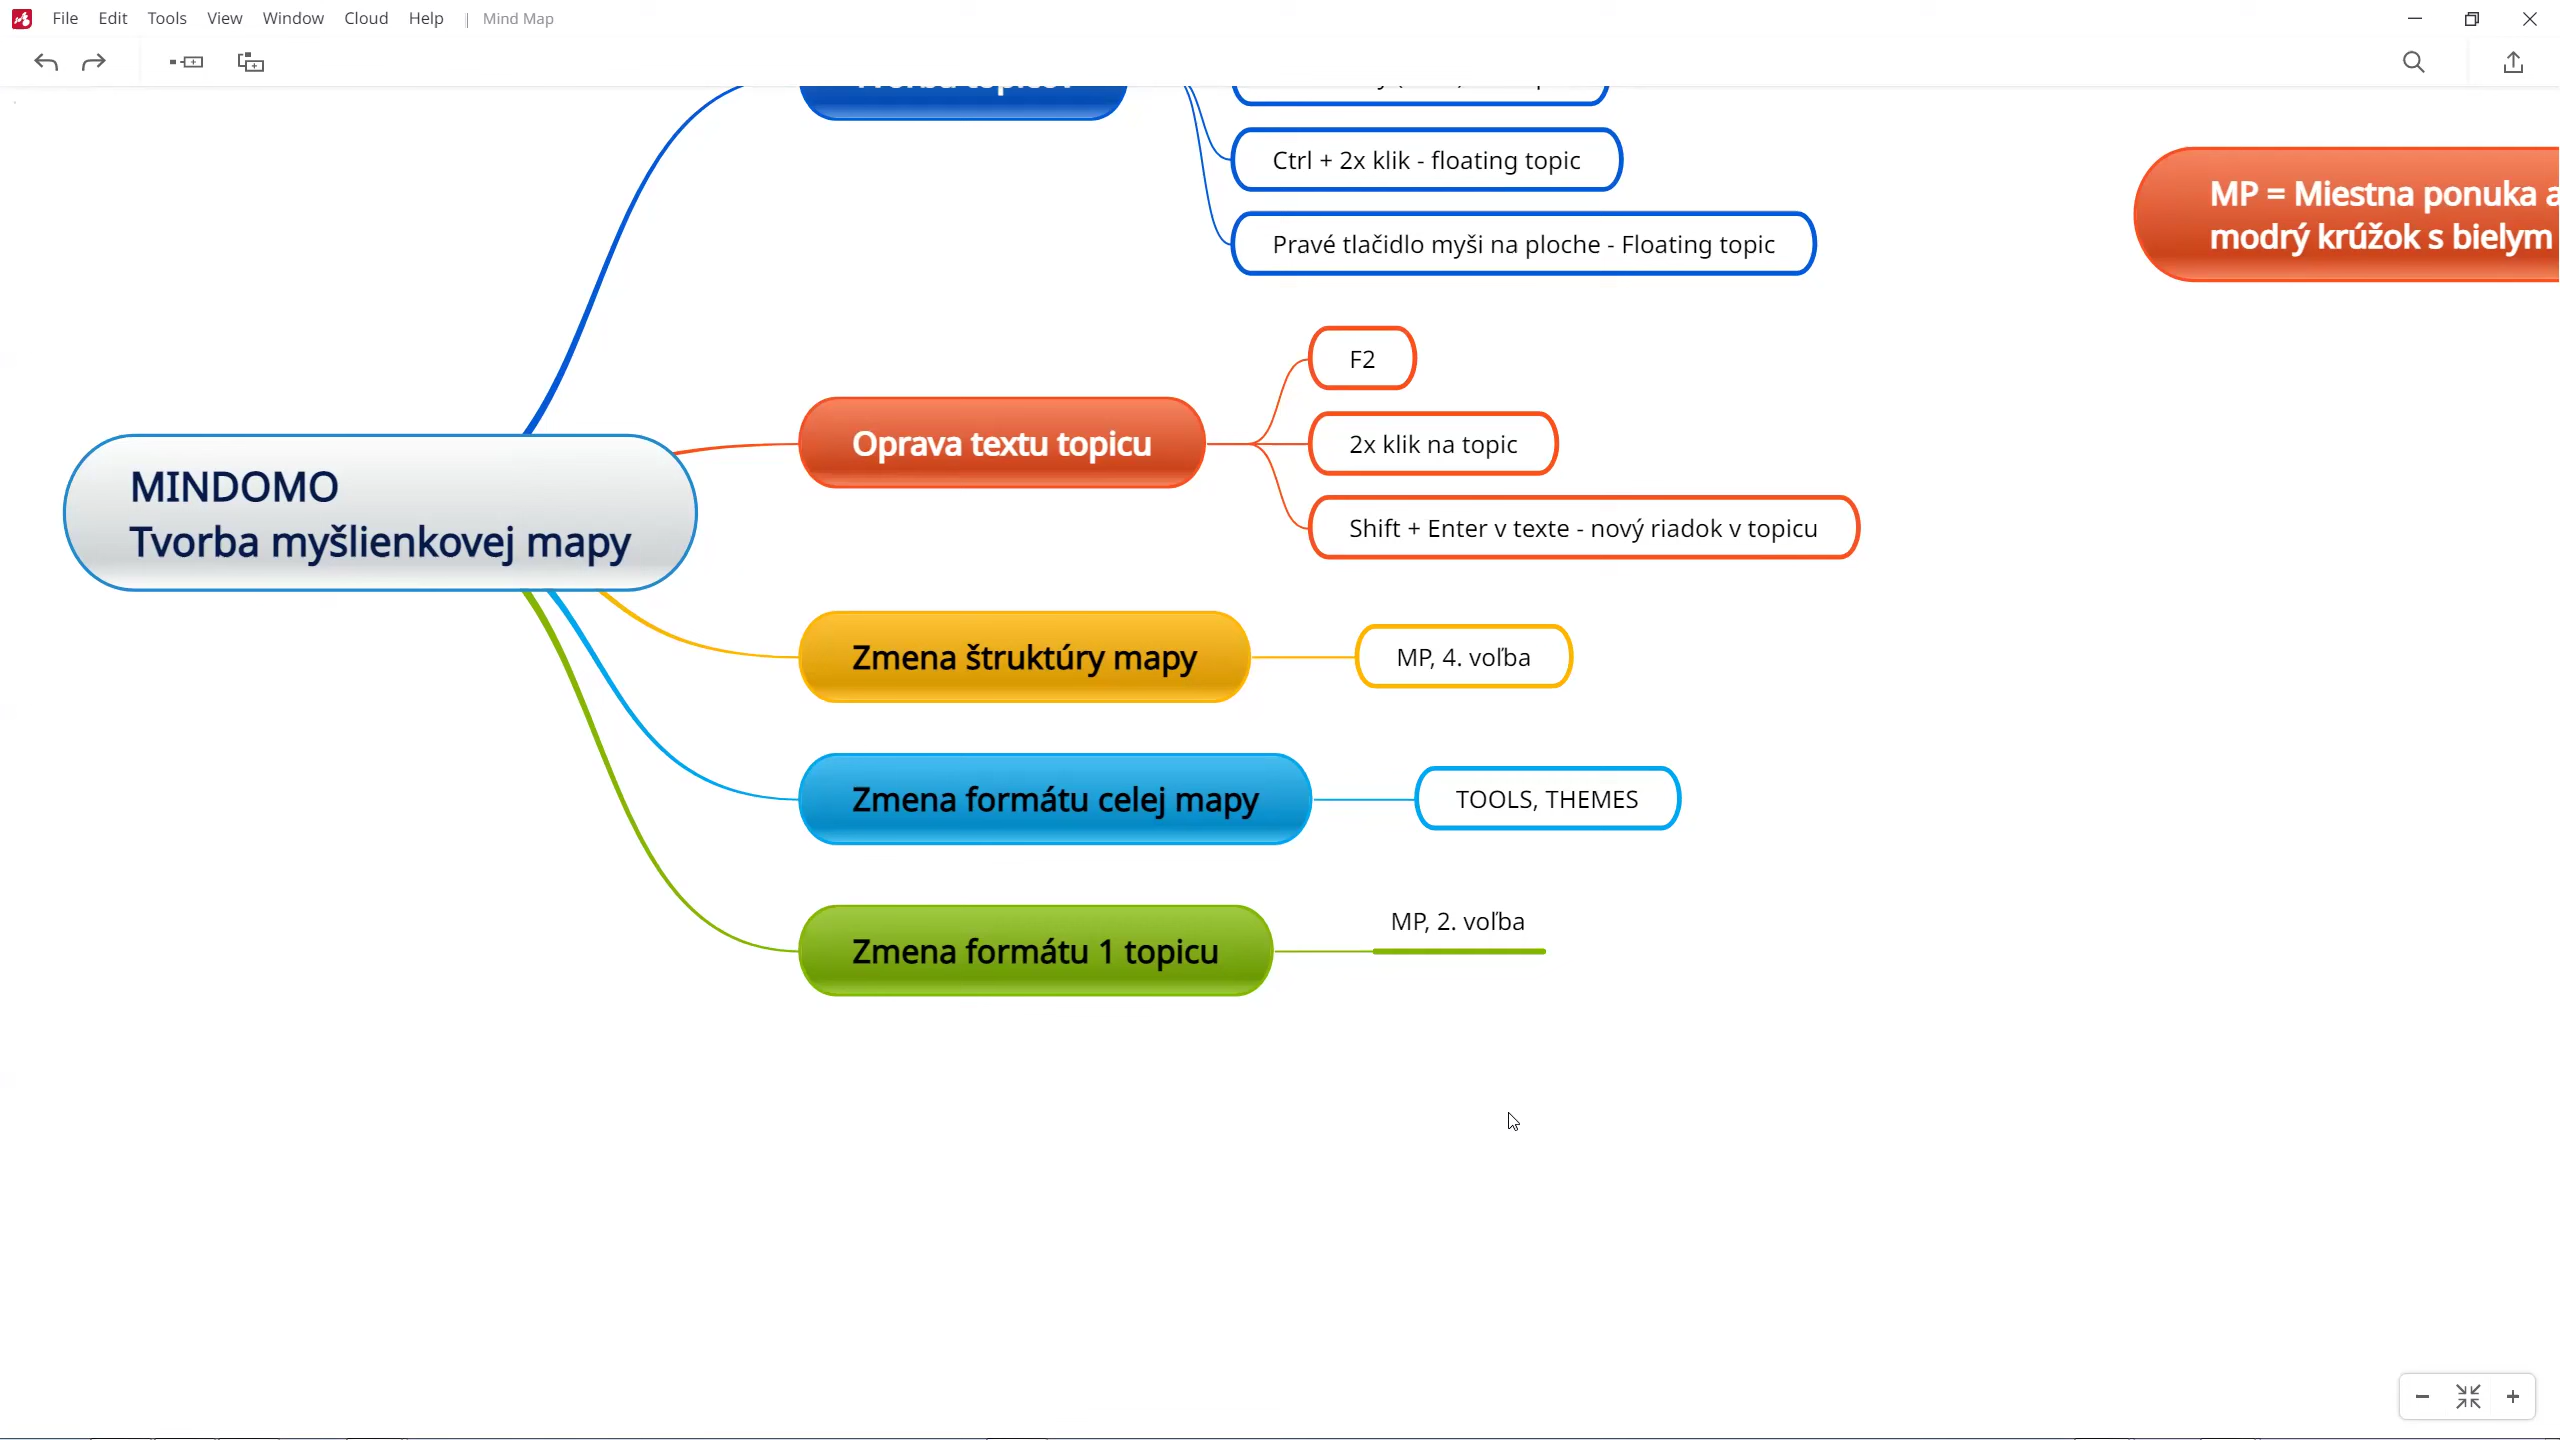 File Edit Tools View Window Cloud Help | Mind Map
Ctrl + 2x klik - floating topic
Pravé tlačidlo myši na ploche - Floating topic
MP = Miestna ponuka a
modrý krúžok s bielym
F2
Oprava textu topicu
2x klik na topic
Shift + Enter v texte - nový riadok v topicu
MINDOMO
Tvorba myšlienkovej mapy
Zmena štruktúry mapy
MP, 4. voľba
Zmena formátu celej mapy
TOOLS, THEMES
Zmena formátu 1 topicu
MP, 2. voľba